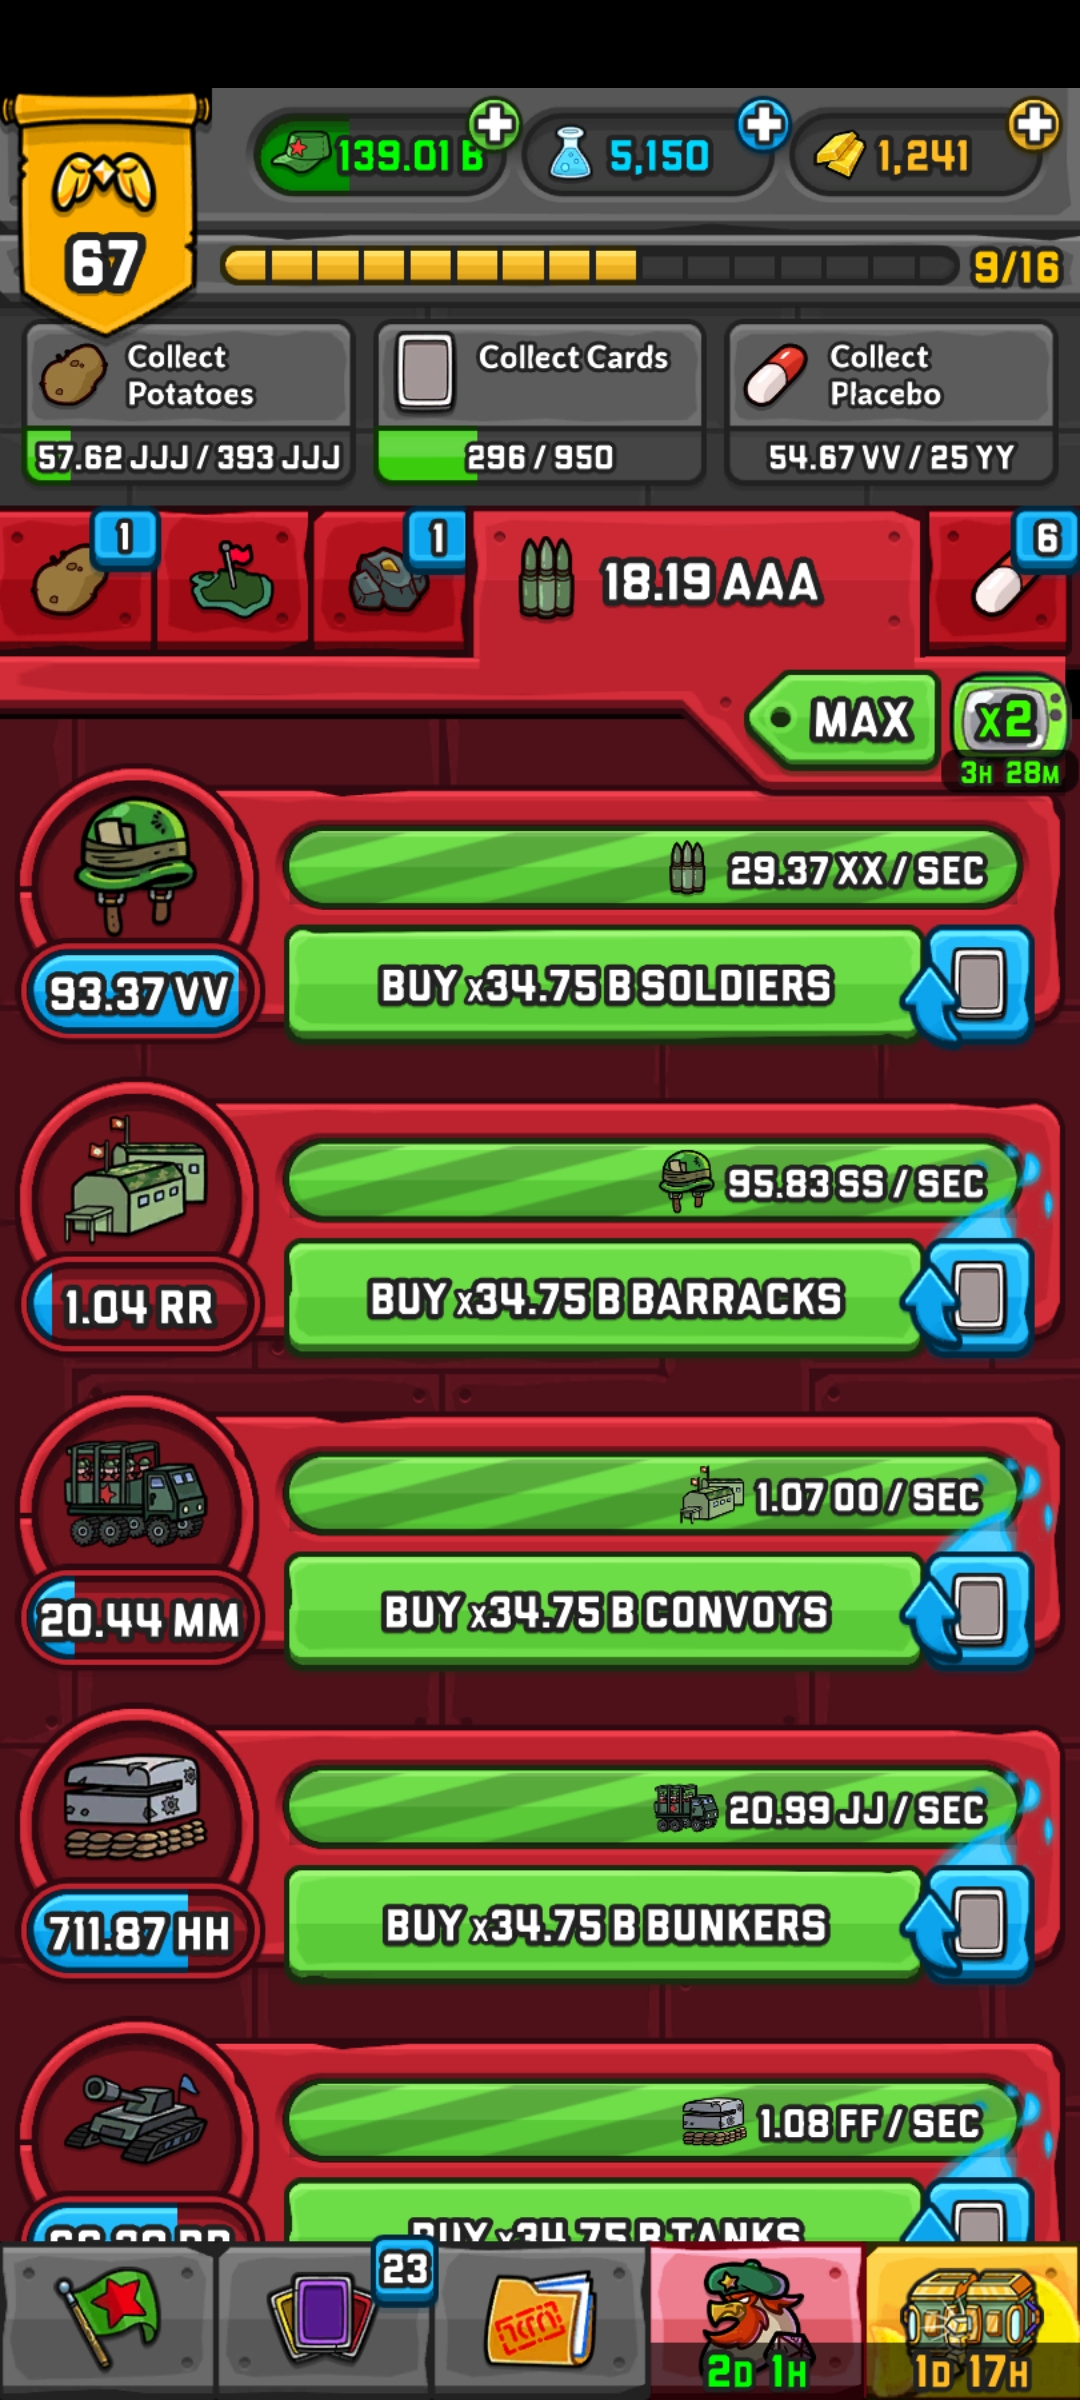 139.01 B
5,150
1,241
67
9/16
Collect Potatoes
57.62 JJJ / 393 JJJ
Collect Cards
296 / 950
Collect Placebo
54.67 VV / 25 YY
1
1
18.19 AAA
6
MAX
x2
3H 28M
29.37 XX / SEC
93.37 VV
BUY x34.75 B SOLDIERS
95.83 SS / SEC
1.04 RR
BUY x34.75 B BARRACKS
1.07 OO / SEC
20.44 MM
BUY x34.75 B CONVOYS
20.99 JJ / SEC
711.87 HH
BUY x34.75 B BUNKERS
1.08 FF / SEC
BUY x34.75 B TANKS
23
2D 1H
1D 17H